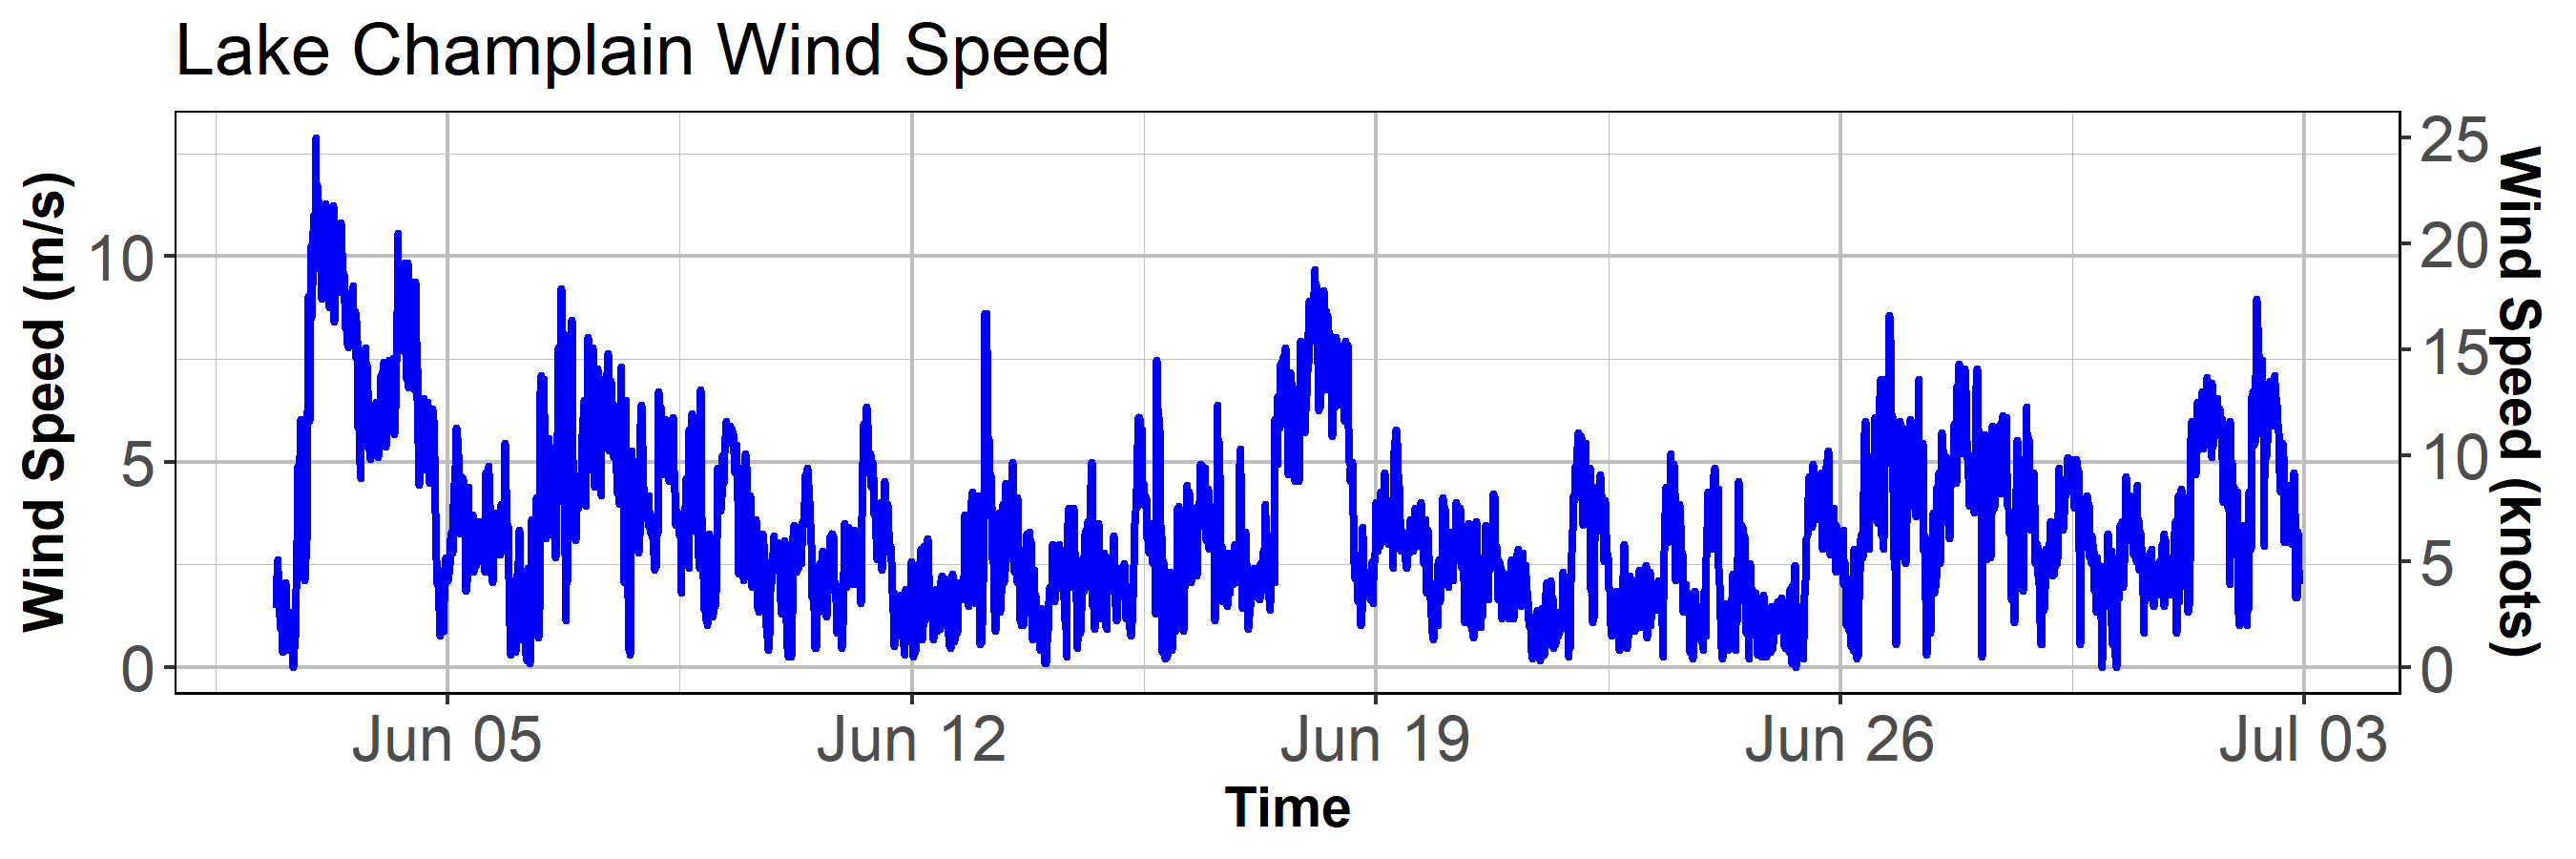 Lake Champlain Wind Speed
Wind Speed (m/s)
10
5
0
25
20
15
10
5
0
Wind Speed (knots)
Jun 05 Jun 12 Jun 19 Jun 26 Jul 03
Time